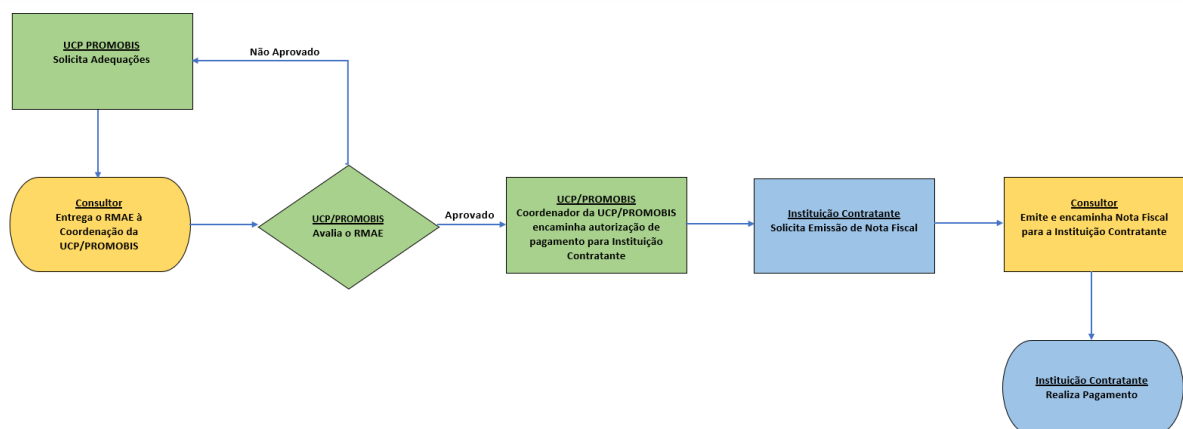 UCP PROMOBIS
Solicita Adequações
Não Aprovado
Consultor
Entrega o RMAE à
Coordenação da
UCP/PROMOBIS
UCP/PROMOBIS
Avalia o RMAE
Aprovado
UCP/PROMOBIS
Coordenador da UCP/PROMOBIS
encaminha autorização de
pagamento para Instituição
Contratante
Instituição Contratante
Solicita Emissão de Nota Fiscal
Consultor
Emite e encaminha Nota Fiscal
para a Instituição Contratante
Instituição Contratante
Realiza Pagamento